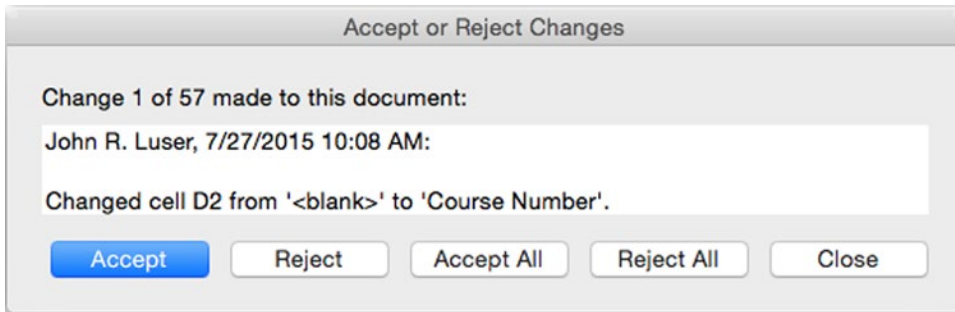 Accept or Reject Changes
Change 1 of 57 made to this document:
John R. Luser, 7/27/2015 10:08 AM:
Changed cell D2 from '<blank>' to 'Course Number'.
Accept Reject Accept All Reject All Close